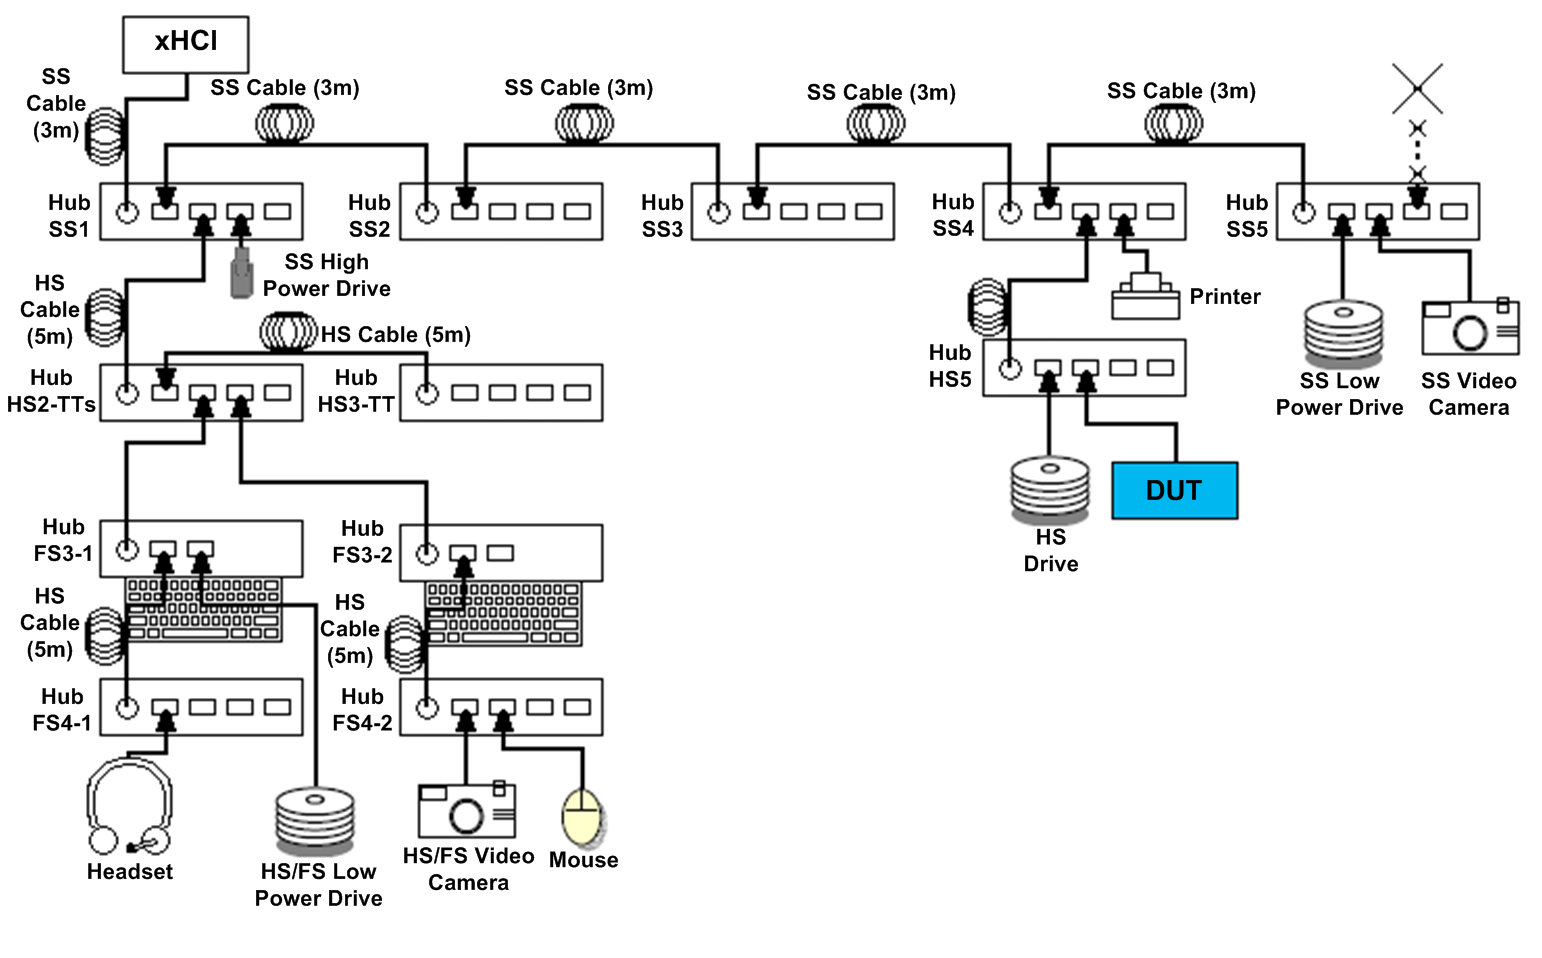 xHCI
SS
Cable
(3m)
SS Cable (3m)
SS Cable (3m)
SS Cable (3m)
SS Cable (3m)
Hub
SS1
Hub
SS2
Hub
SS3
Hub
SS4
Hub
SS5
SS High
Power Drive
HS
Cable
(5m)
HS Cable (5m)
Printer
Hub
HS2-TTs
Hub
HS3-TT
Hub
HS5
SS Low
Power Drive
SS Video
Camera
DUT
HS
Drive
Hub
FS3-1
Hub
FS3-2
HS
Cable
(5m)
HS
Cable
(5m)
Hub
FS4-1
Hub
FS4-2
Headset
HS/FS Low
Power Drive
HS/FS Video
Camera
Mouse